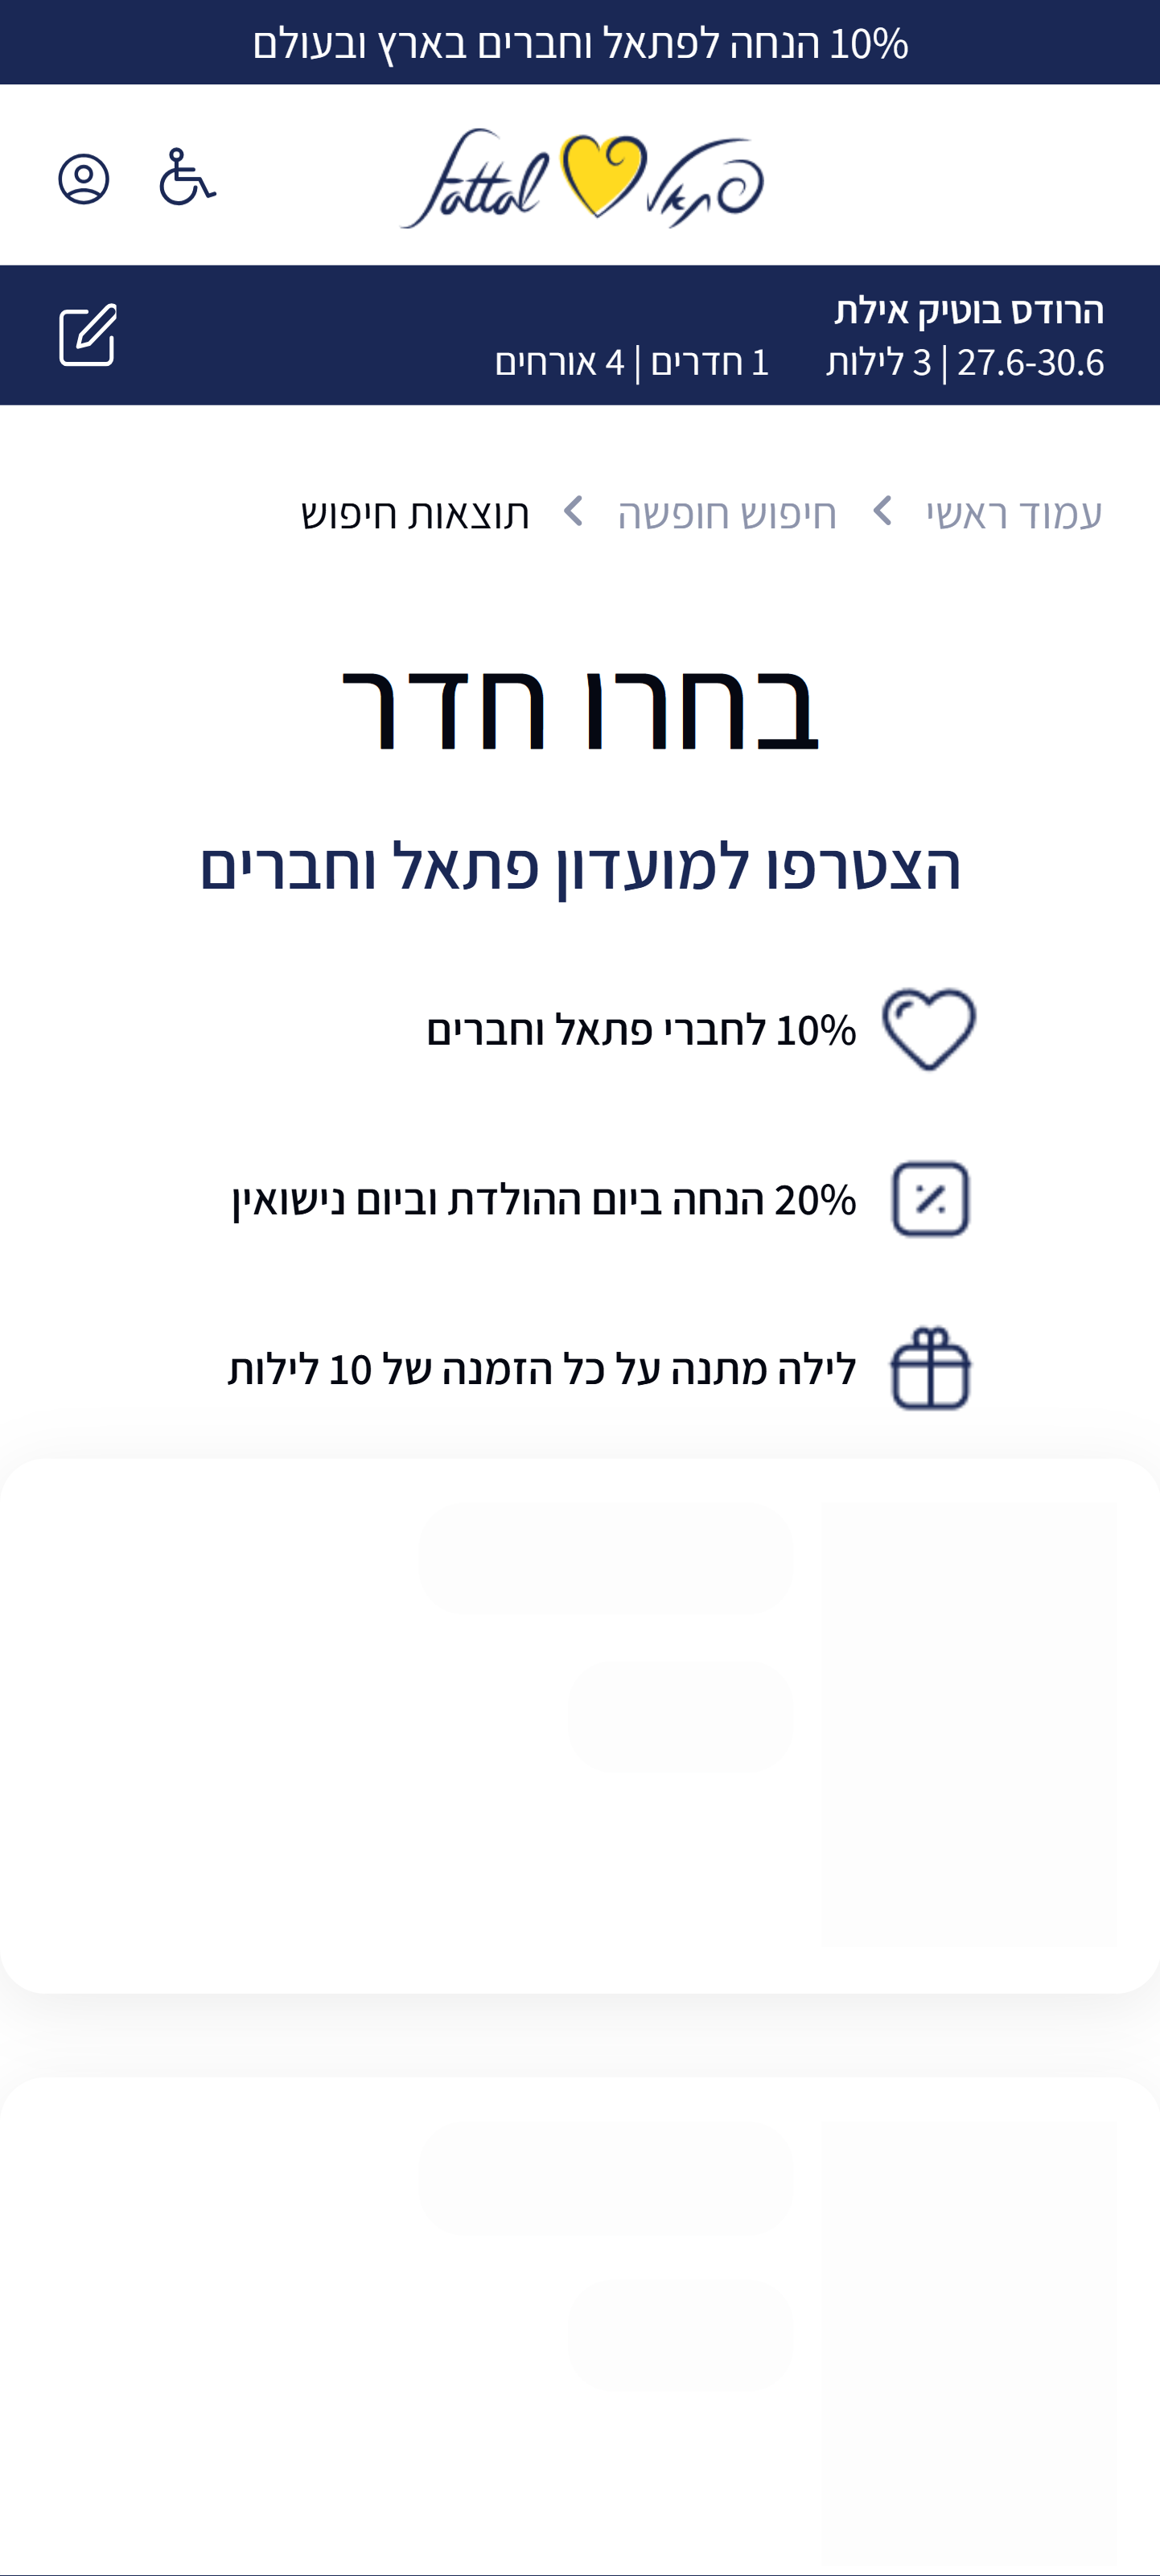 10% הנחה לפתאל וחברים בארץ ובעולם
פתאל fattal
הרודס בוטיק אילת
27.6-30.6 | 3 לילות 1 חדרים | 4 אורחים
עמוד ראשי חיפוש חופשה תוצאות חיפוש
בחרו חדר
הצטרפו למועדון פתאל וחברים
10% לחברי פתאל וחברים
20% הנחה ביום ההולדת וביום נישואין
לילה מתנה על כל הזמנה של 10 לילות